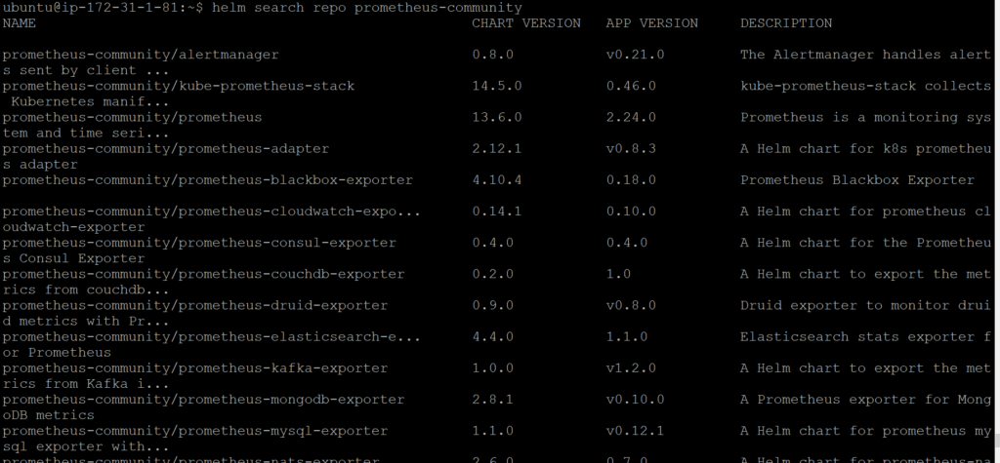 ubuntu@ip-172-31-1-81:~$ helm search repo prometheus-community
NAME CHART VERSION APP VERSION DESCRIPTION
prometheus-community/alertmanager 0.8.0 v0.21.0 The Alertmanager handles alert
s sent by client ...
prometheus-community/kube-prometheus-stack 14.5.0 0.46.0 kube-prometheus-stack collects
Kubernetes manif...
prometheus-community/prometheus 13.6.0 2.24.0 Prometheus is a monitoring sys
tem and time seri...
prometheus-community/prometheus-adapter 2.12.1 v0.8.3 A Helm chart for k8s prometheu
s adapter
prometheus-community/prometheus-blackbox-exporter 4.10.4 0.18.0 Prometheus Blackbox Exporter
prometheus-community/prometheus-cloudwatch-expo... 0.14.1 0.10.0 A Helm chart for prometheus cl
oudwatch-exporter
prometheus-community/prometheus-consul-exporter 0.4.0 0.4.0 A Helm chart for the Prometheu
s Consul Exporter
prometheus-community/prometheus-couchdb-exporter 0.2.0 1.0 A Helm chart to export the met
rics from couchdb...
prometheus-community/prometheus-druid-exporter 0.9.0 v0.8.0 Druid exporter to monitor drui
d metrics with Pr...
prometheus-community/prometheus-elasticsearch-e... 4.4.0 1.1.0 Elasticsearch stats exporter f
or Prometheus
prometheus-community/prometheus-kafka-exporter 1.0.0 v1.2.0 A Helm chart to export the met
rics from Kafka i...
prometheus-community/prometheus-mongodb-exporter 2.8.1 v0.10.0 A Prometheus exporter for Mong
oDB metrics
prometheus-community/prometheus-mysql-exporter 1.1.0 v0.12.1 A Helm chart for prometheus my
sql exporter with...
prometheus-community/prometheus-nats-exporter 2.6.0 0.7.0 A Helm chart for prometheus-na